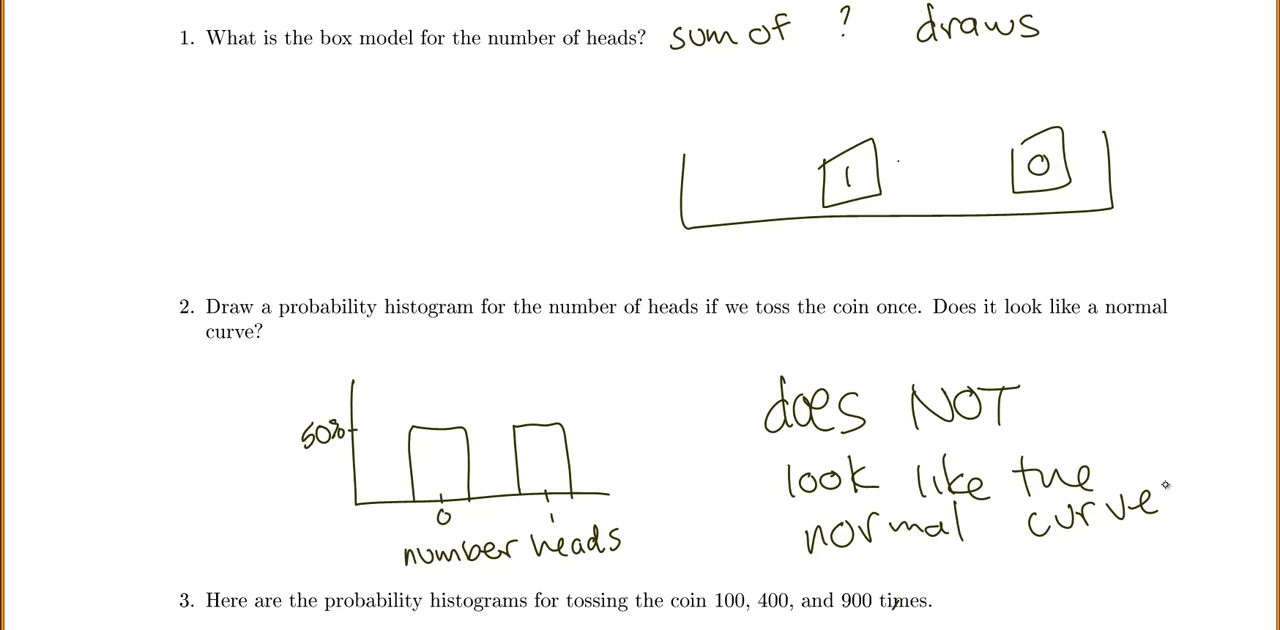 1. What is the box model for the number of heads? sum of ? draws
1 0
2. Draw a probability histogram for the number of heads if we toss the coin once. Does it look like a normal
curve?
does NOT
50%
look like the
normal curve
0 1
number heads
3. Here are the probability histograms for tossing the coin 100, 400, and 900 times.